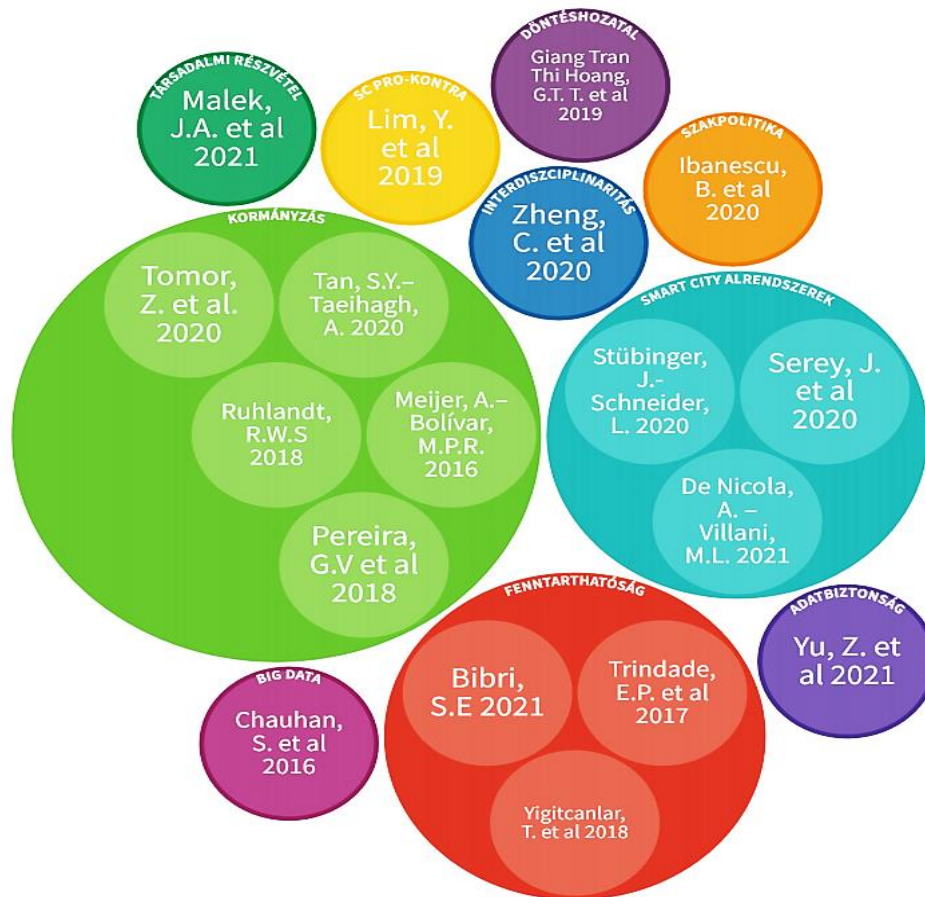 DÖNTÉSHOZATAL
Giang Tran
Thi Hoang,
G.T. T. et al
2019
TÁRSADALMI RÉSZVÉTEL
Malek,
J.A. et al
2021
SC PRO-KONTRA
Lim, Y.
et al
2019
SZAKPOLITIKA
Ibanescu,
B. et al
2020
INTERDISZCIPLINARITÁS
Zheng,
C. et al
2020
KORMÁNYZÁS
Tomor,
Z. et al.
2020
Tan, S.Y.–
Taeihagh,
A. 2020
Ruhlandt,
R.W.S
2018
Meijer, A.–
Bolívar,
M.P.R.
2016
Pereira,
G.V et al
2018
SMART CITY ALRENDSZEREK
Stübinger,
J.-
Schneider,
L. 2020
Serey, J.
et al
2020
De Nicola,
A. –
Villani,
M.L. 2021
FENNTARTHATÓSÁG
Bibri,
S.E 2021
Trindade,
E.P. et al
2017
Yigitcanlar,
T. et al 2018
ADATBIZTONSÁG
Yu, Z. et
al 2021
BIG DATA
Chauhan,
S. et al
2016